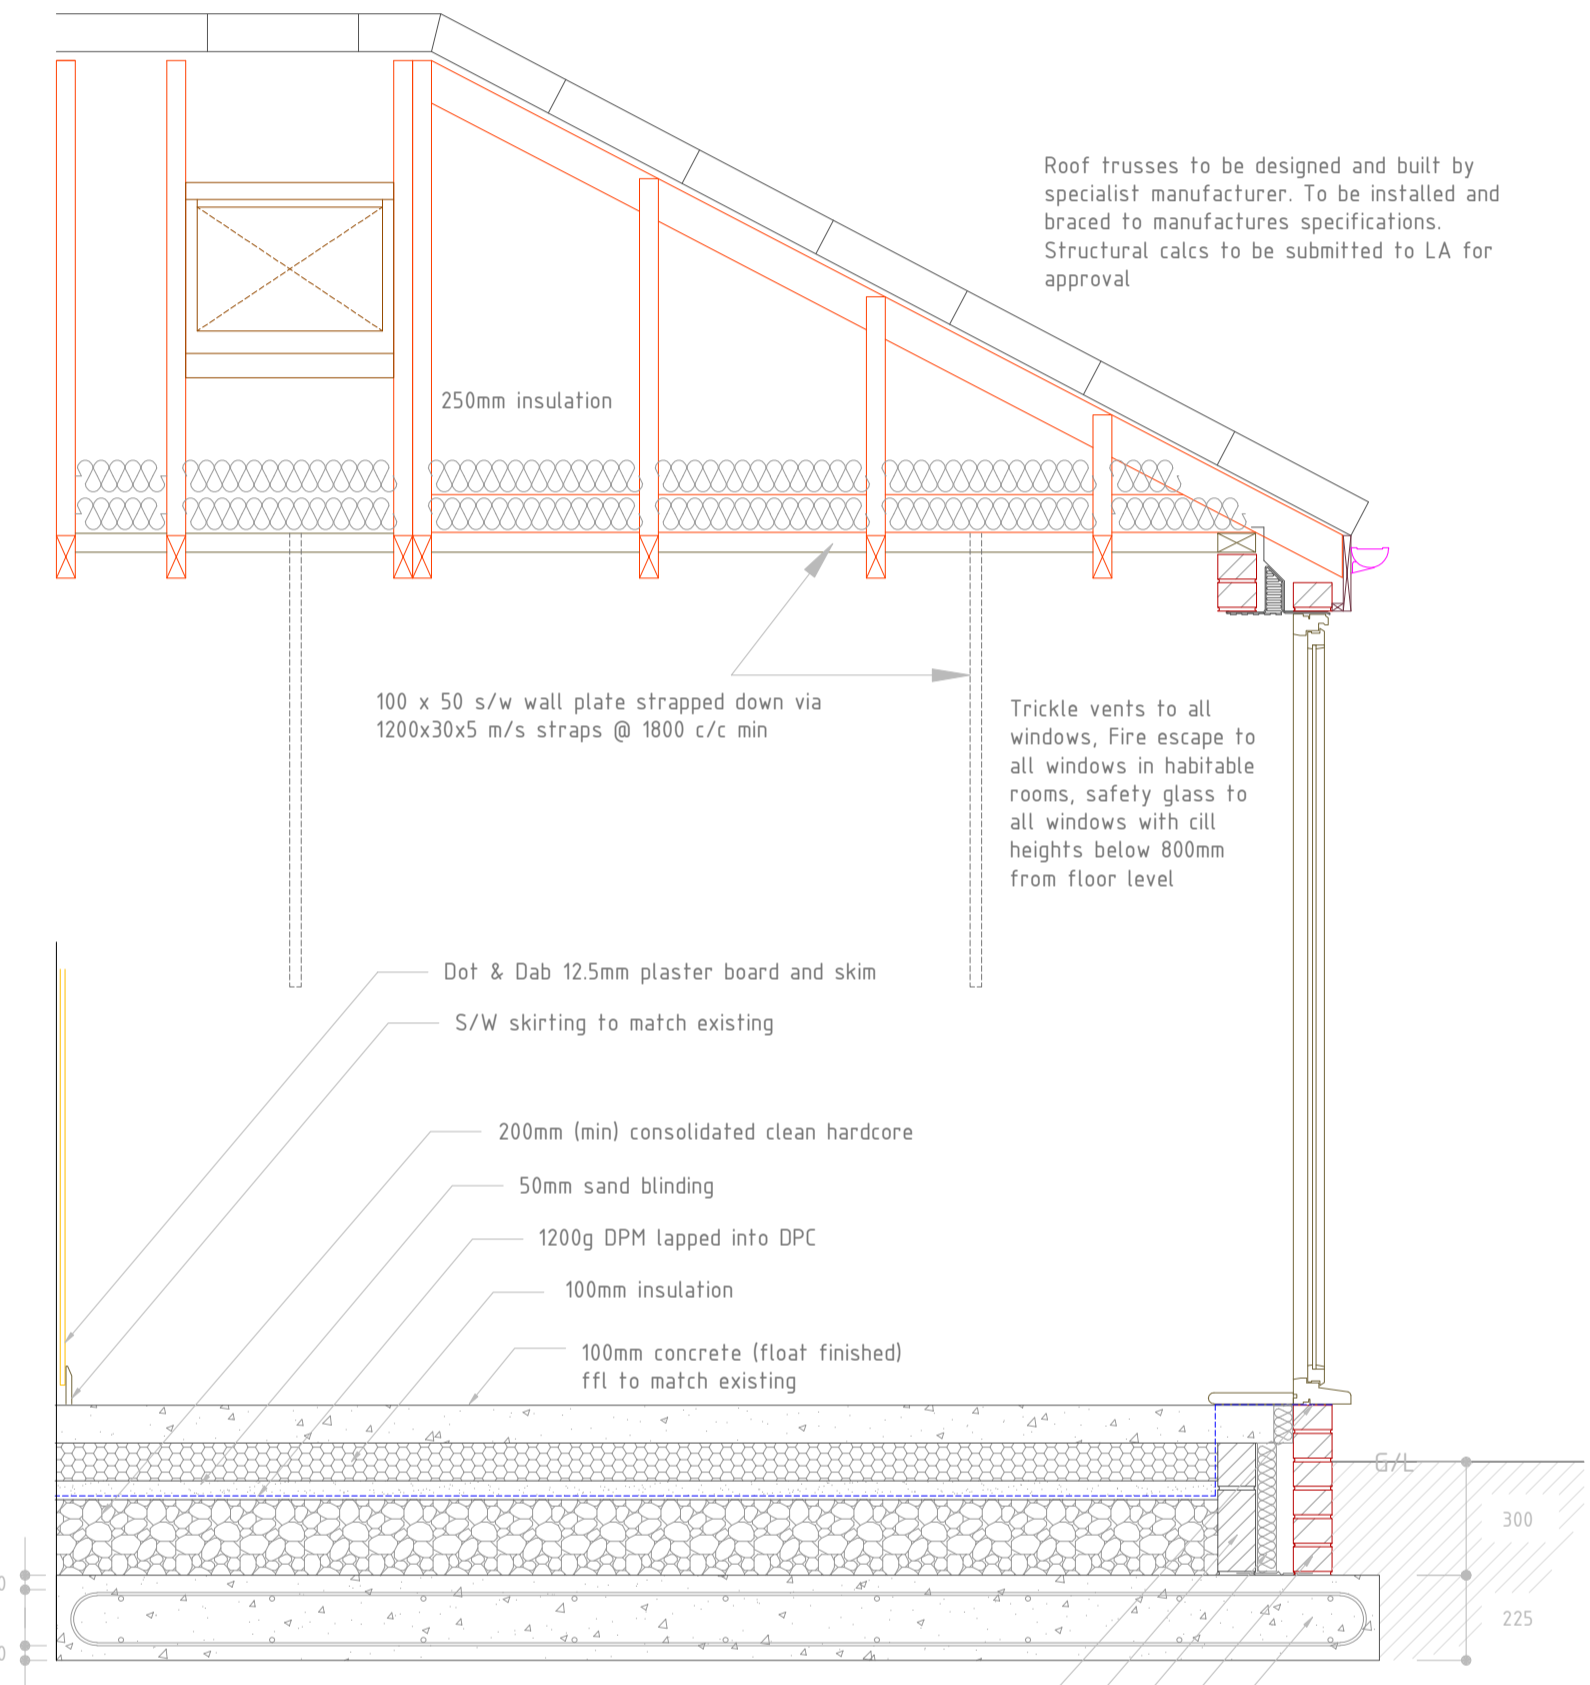 Roof trusses to be designed and built by
specialist manufacturer. To be installed and
braced to manufactures specifications.
Structural calcs to be submitted to LA for
approval
250mm insulation
100 x 50 s/w wall plate strapped down via
1200x30x5 m/s straps @ 1800 c/c min
Trickle vents to all
windows, Fire escape to
all windows in habitable
rooms, safety glass to
all windows with cill
heights below 800mm
from floor level
Dot & Dab 12.5mm plaster board and skim
S/W skirting to match existing
200mm (min) consolidated clean hardcore
50mm sand blinding
1200g DPM lapped into DPC
100mm insulation
100mm concrete (float finished)
ffl to match existing
G/L
300
225